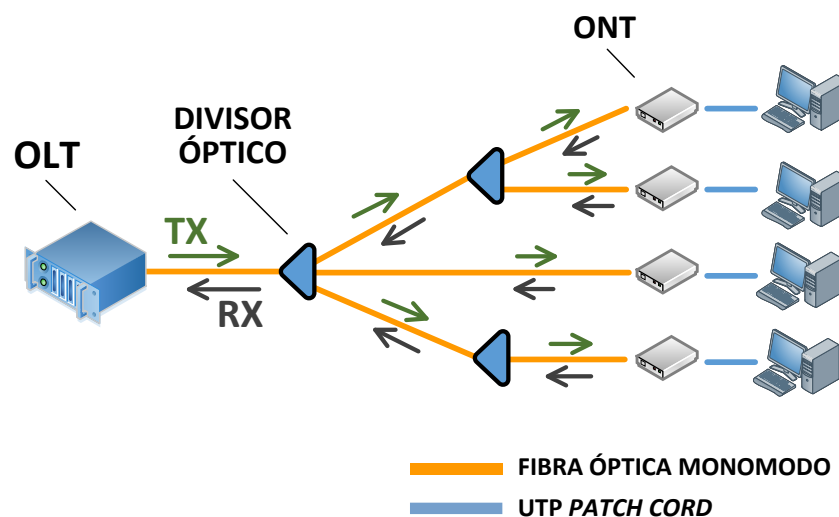 ONT
DIVISOR
ÓPTICO
OLT
TX
RX
FIBRA ÓPTICA MONOMODO
UTP PATCH CORD